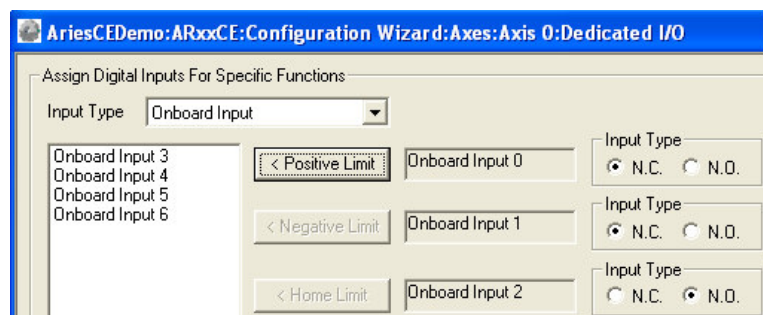 AriesCEDemo:ARxxCE:Configuration Wizard:Axes:Axis 0:Dedicated I/O
Assign Digital Inputs For Specific Functions
Input Type Onboard Input
Onboard Input 3
Onboard Input 4
Onboard Input 5
Onboard Input 6
< Positive Limit Onboard Input 0
Input Type
N.C. N.O.
< Negative Limit Onboard Input 1
Input Type
N.C. N.O.
< Home Limit Onboard Input 2
Input Type
N.C. N.O.